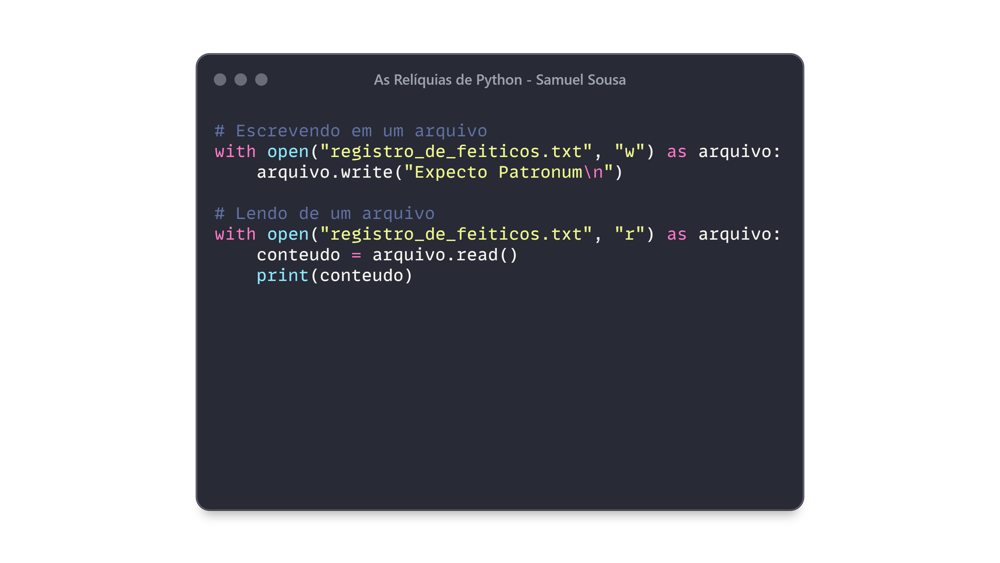 As Relíquias de Python - Samuel Sousa
# Escrevendo em um arquivo
with open("registro_de_feiticos.txt", "w") as arquivo:
    arquivo.write("Expecto Patronum\n")
# Lendo de um arquivo
with open("registro_de_feiticos.txt", "r") as arquivo:
    conteudo = arquivo.read()
    print(conteudo)